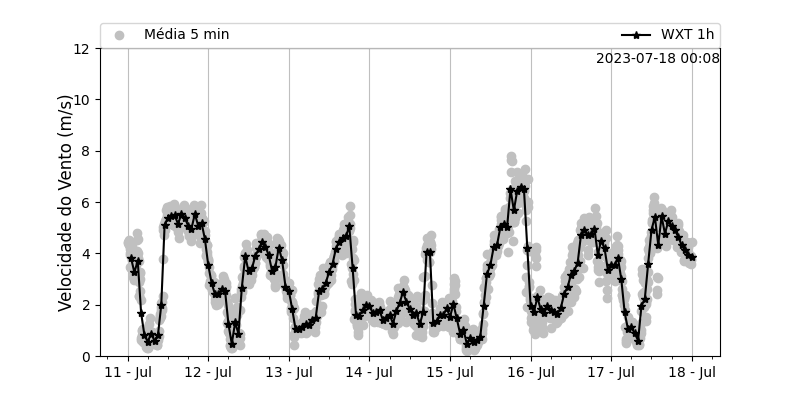 Média 5 min
WXT 1h
2023-07-18 00:08
Velocidade do Vento (m/s)
12
10
8
6
4
2
0
11 - Jul
12 - Jul
13 - Jul
14 - Jul
15 - Jul
16 - Jul
17 - Jul
18 - Jul